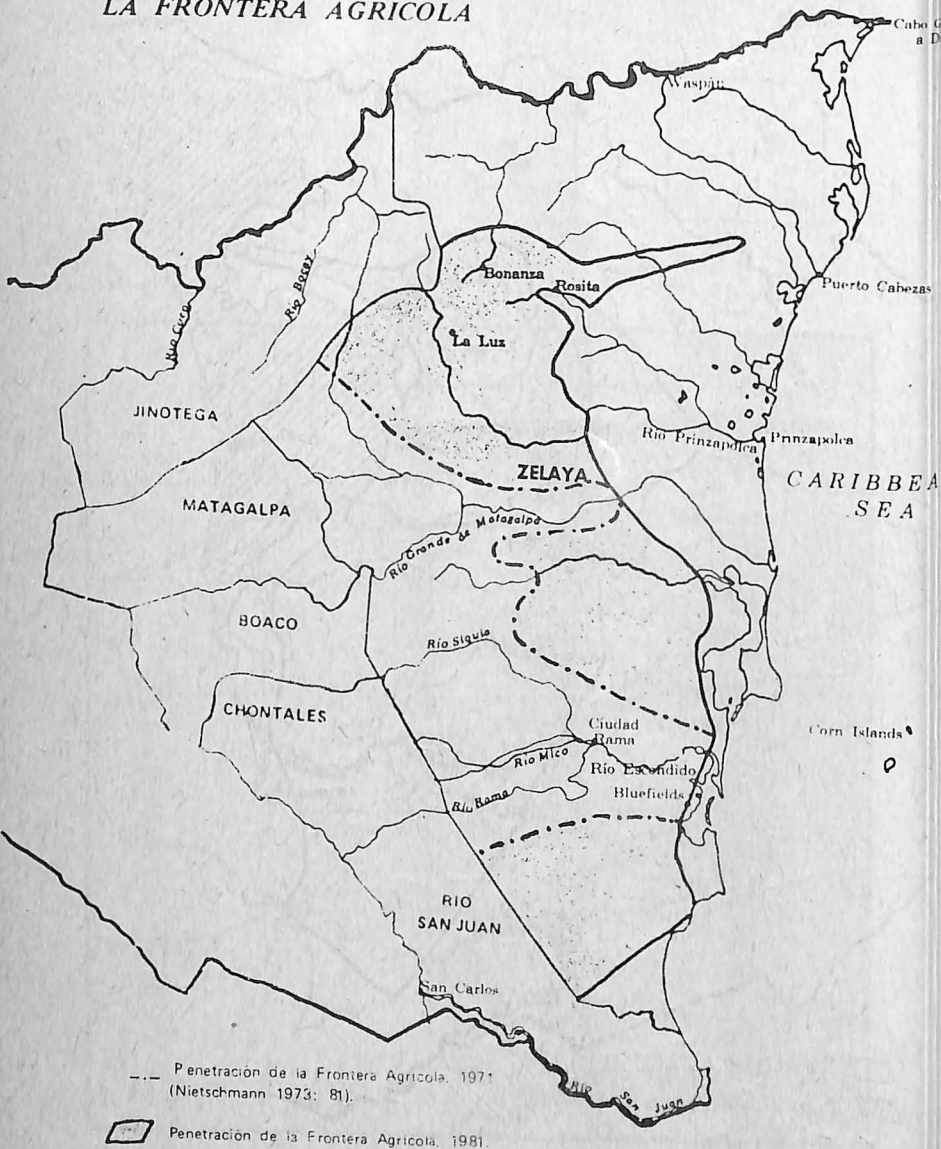 LA FRONTERA AGRICOLA
Cabo G
a D
Waspán
Río Bocay
Río Cuco
Bonanza
Rosita
Puerto Cabezas
La Luz
JINOTEGA
Río Prinzapolca
Prinzapolca
ZELAYA
CARIBBEA
SEA
MATAGALPA
Río Grande de Matagalpa
BOACO
Río Siquia
CHONTALES
Ciudad
Rama
Corn Islands
Río Mico
Río Escondido
Bluefields
Río Rama
RIO
SAN JUAN
San Carlos
Río San Juan
Penetración de la Frontera Agrícola. 1971
(Nietschmann 1973: 81).
Penetración de la Frontera Agrícola. 1981.